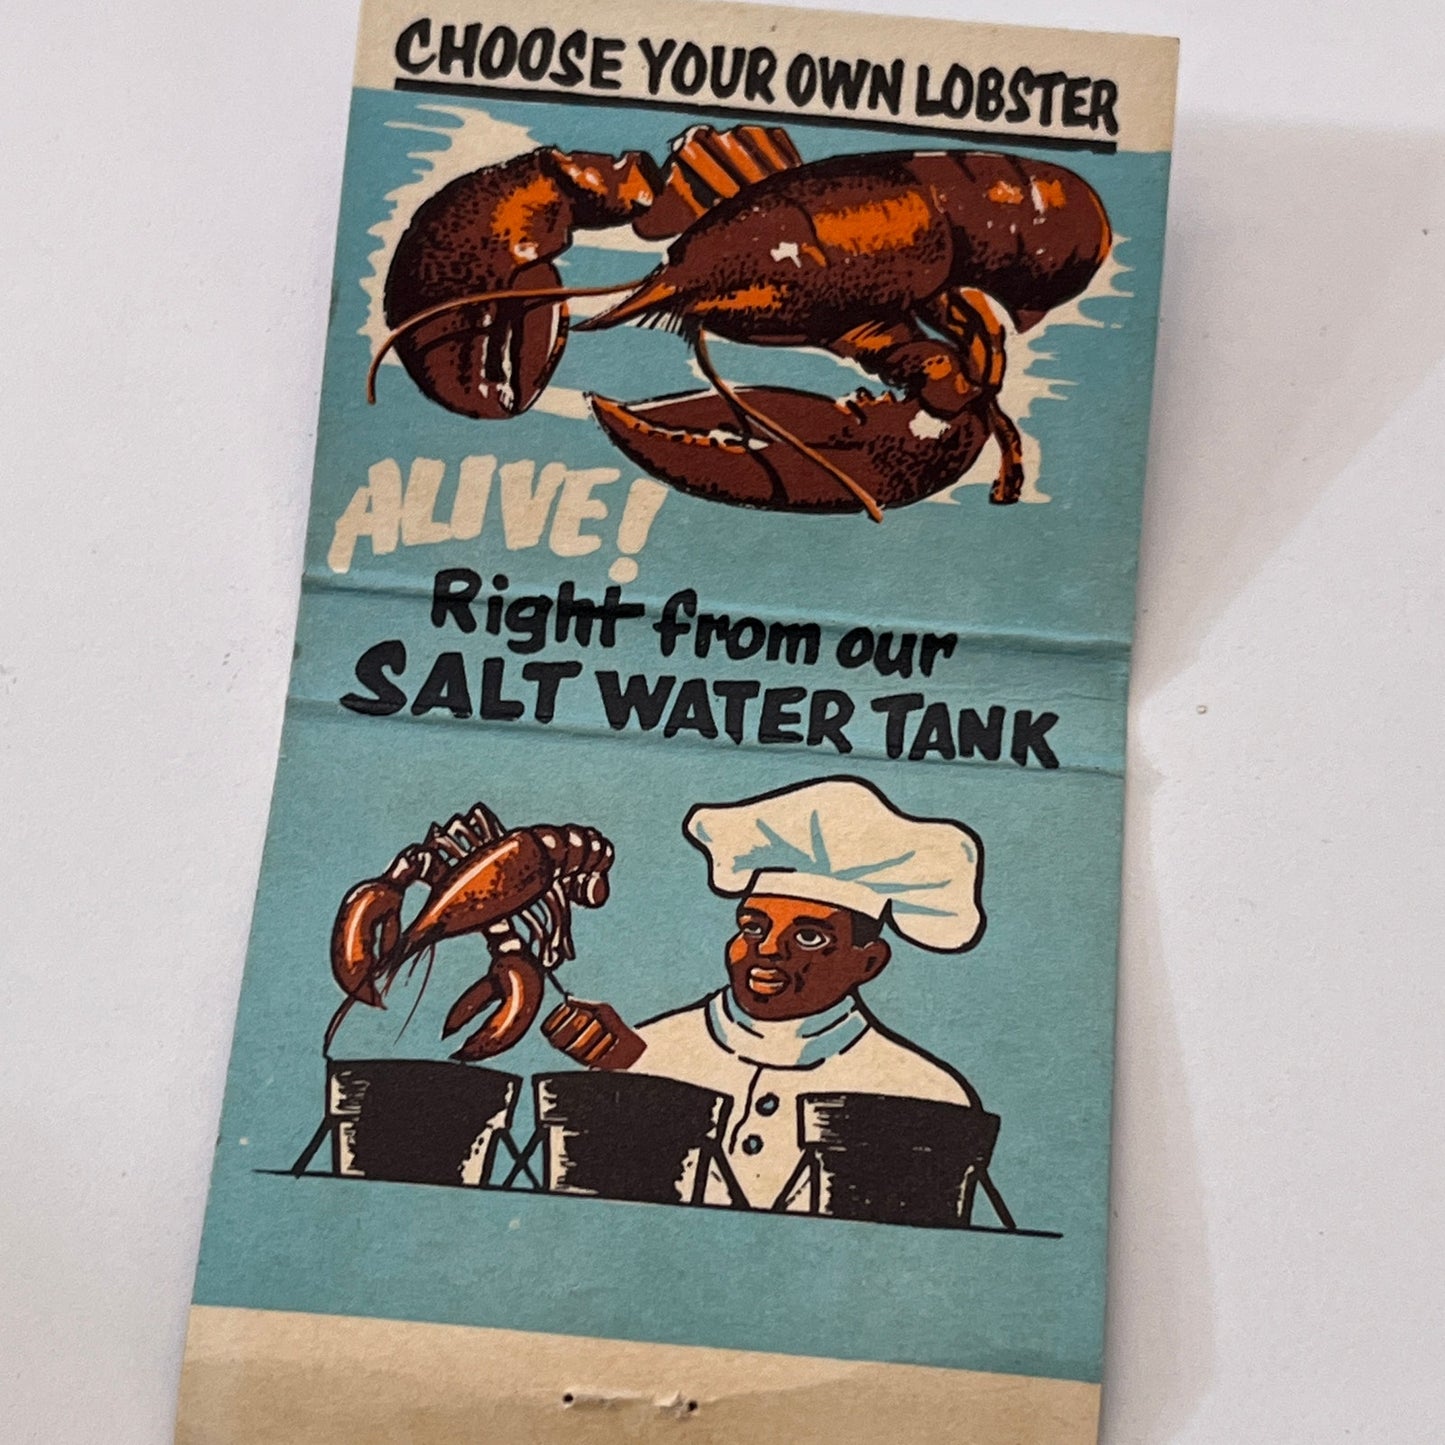 CHOOSE YOUR OWN LOBSTER
ALIVE!
Right from our
SALT WATER TANK